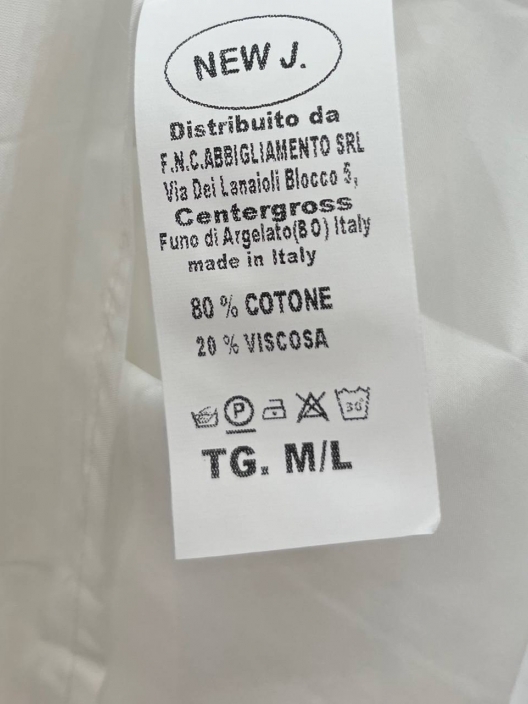 NEW J.
Distribuito da
F.N.C.ABBIGLIAMENTO SRL
Via Dei Lanaioli Blocco 5,
Centergross
Funo di Argelato(BO) Italy
made in Italy
80 % COTONE
20 % VISCOSA
P 30°
TG. M/L